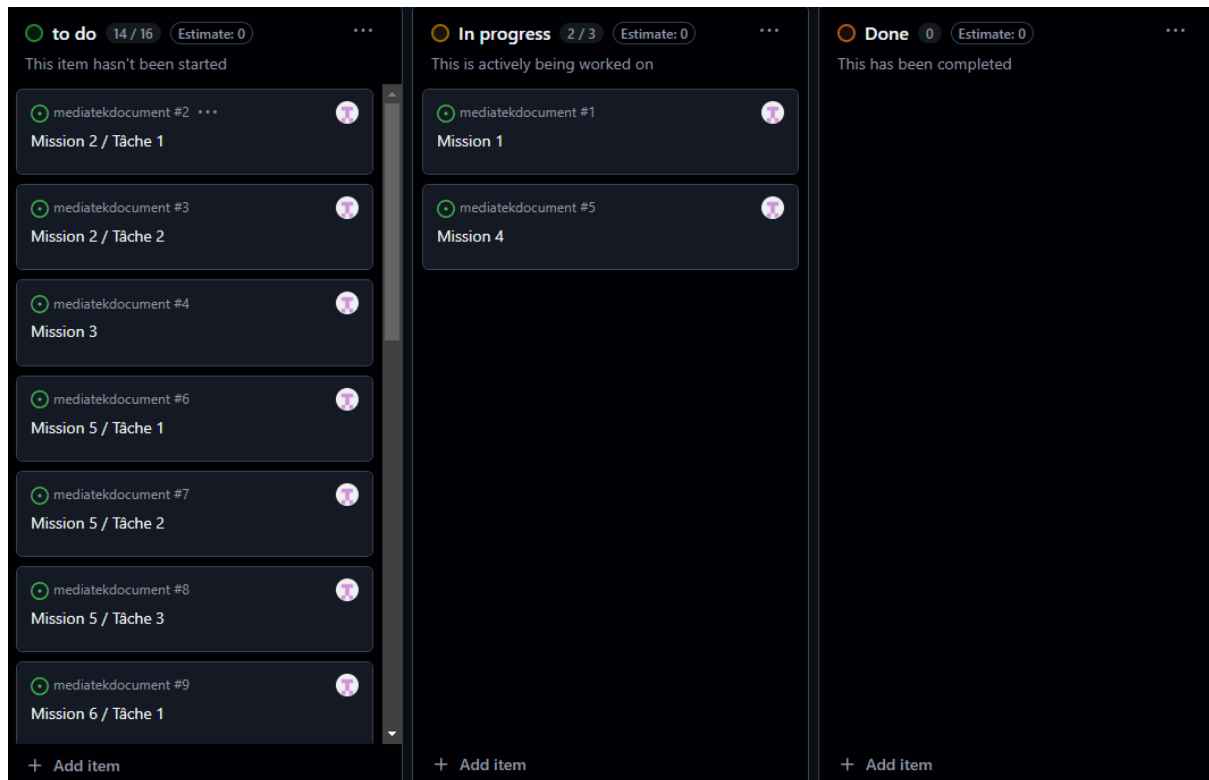 to do 14 / 16 Estimate: 0 ...
This item hasn't been started
mediatekdocument #2 ...
Mission 2 / Tâche 1
mediatekdocument #3
Mission 2 / Tâche 2
mediatekdocument #4
Mission 3
mediatekdocument #6
Mission 5 / Tâche 1
mediatekdocument #7
Mission 5 / Tâche 2
mediatekdocument #8
Mission 5 / Tâche 3
mediatekdocument #9
Mission 6 / Tâche 1
+ Add item
In progress 2 / 3 Estimate: 0 ...
This is actively being worked on
mediatekdocument #1
Mission 1
mediatekdocument #5
Mission 4
+ Add item
Done 0 Estimate: 0 ...
This has been completed
+ Add item